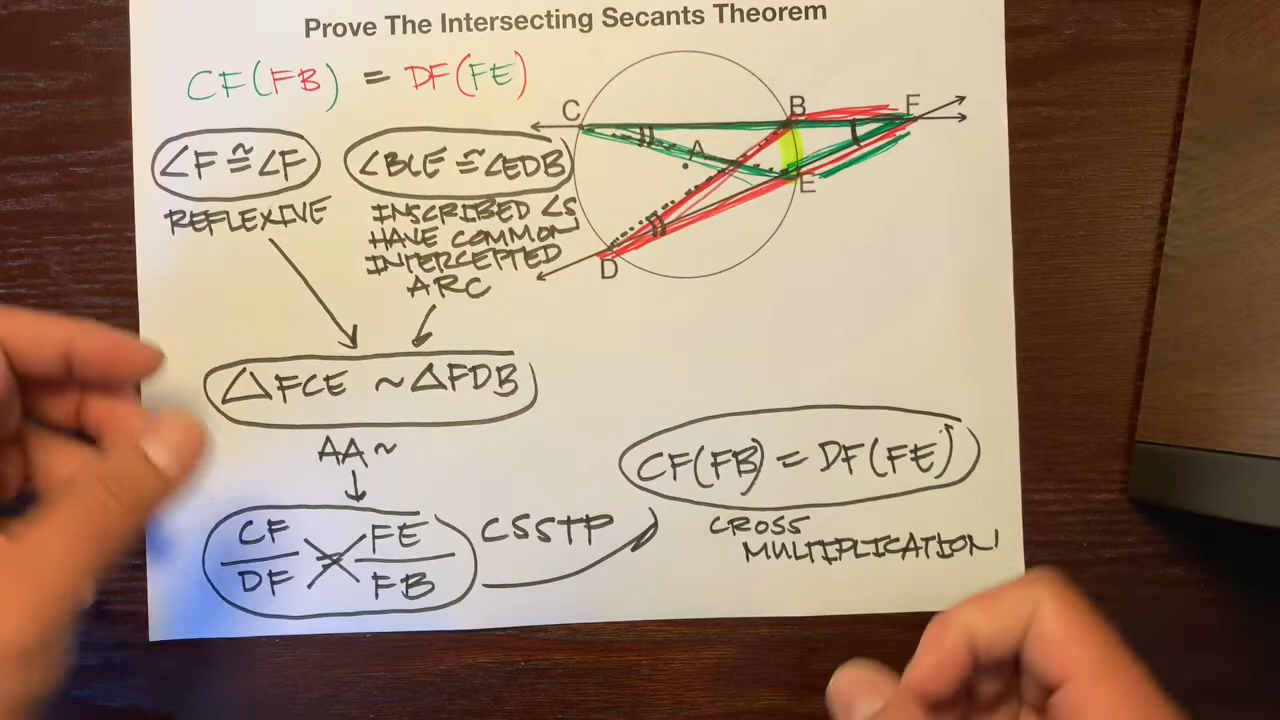 Prove The Intersecting Secants Theorem
CF(FB) = DF(FE)
∠F ≅ ∠F
REFLEXIVE
∠BCE ≅ ∠EDB
INSCRIBED ∠S
HAVE COMMON
INTERCEPTED
ARC
C
B
F
A
E
D
△FCE ~ △FDB
AA ~
CF/DF = FE/FB
CSSTP
CF(FB) = DF(FE)
CROSS
MULTIPLICATION!